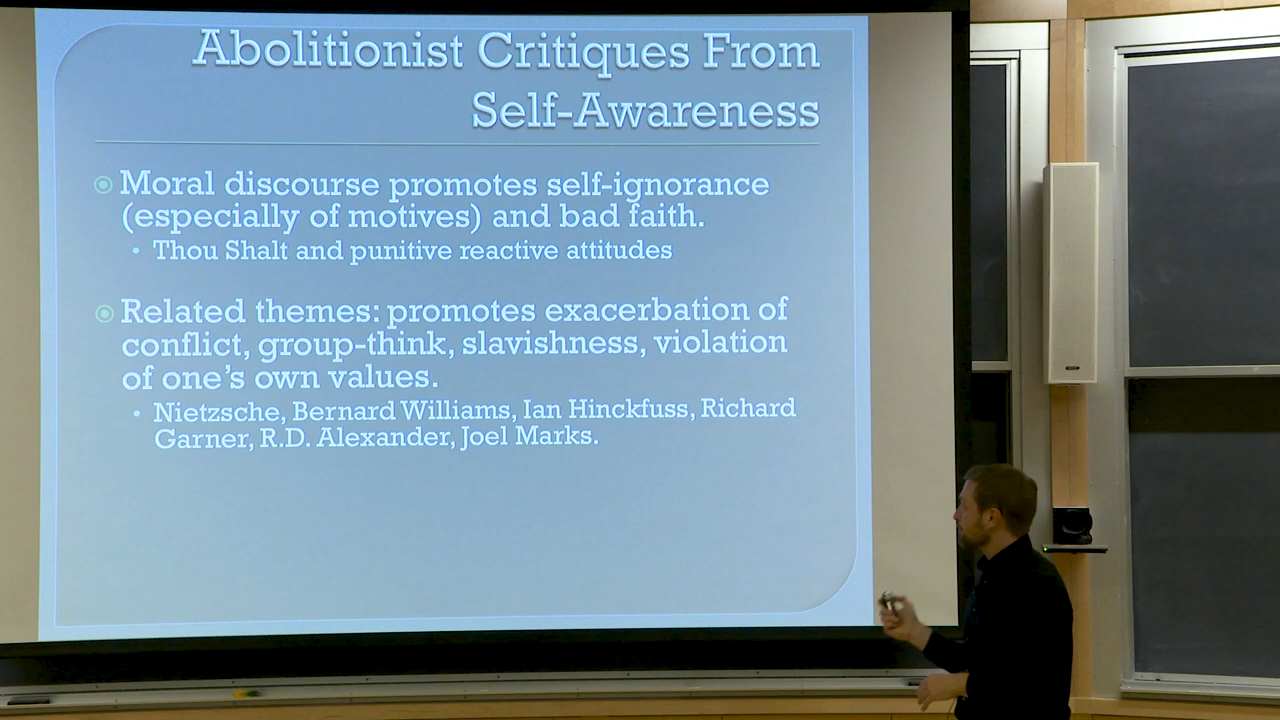 Abolitionist Critiques From
Self-Awareness
Moral discourse promotes self-ignorance
(especially of motives) and bad faith.
Thou Shalt and punitive reactive attitudes
Related themes: promotes exacerbation of
conflict, group-think, slavishness, violation
of one's own values.
Nietzsche, Bernard Williams, Ian Hinckfuss, Richard
Garner, R.D. Alexander, Joel Marks.